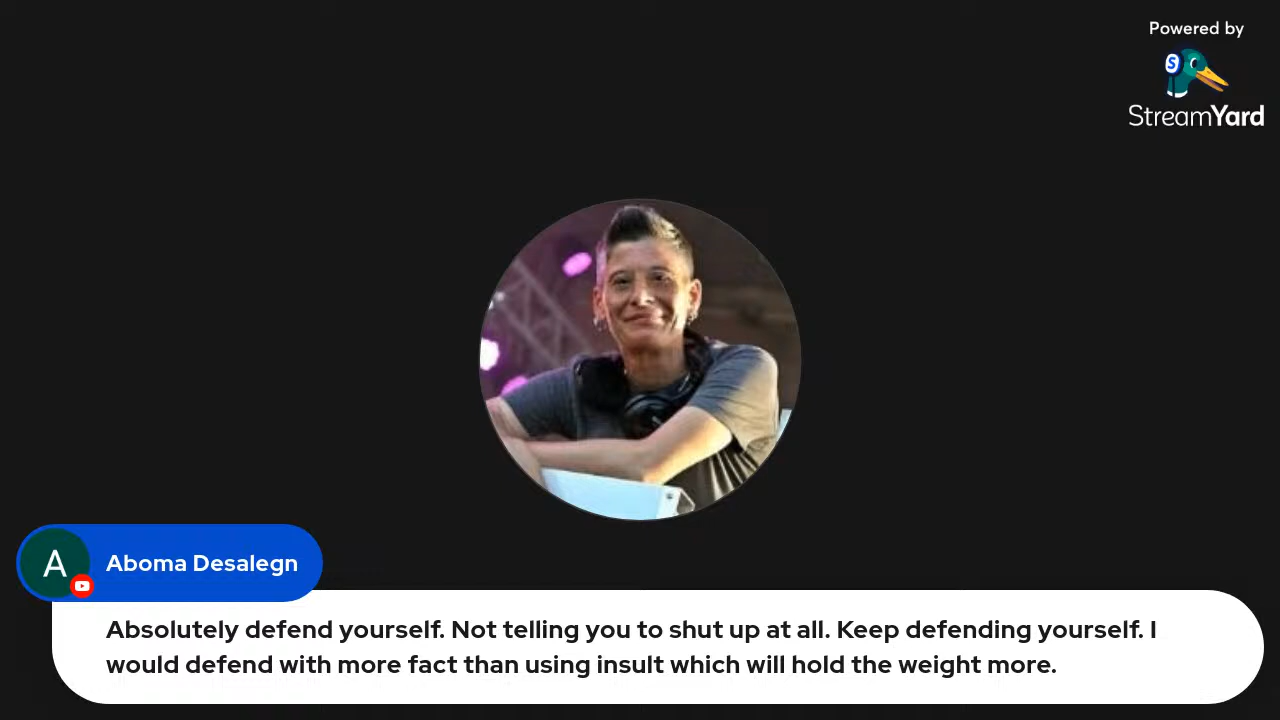 Powered by
S
StreamYard
A
Aboma Desalegn
Absolutely defend yourself. Not telling you to shut up at all. Keep defending yourself. I
would defend with more fact than using insult which will hold the weight more.